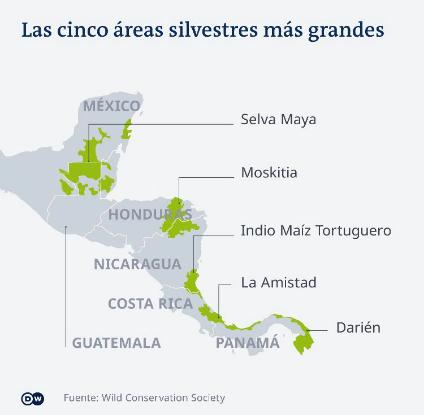 Las cinco áreas silvestres más grandes
MÉXICO
Selva Maya
Moskitia
HONDURAS
Indio Maíz Tortuguero
NICARAGUA
La Amistad
COSTA RICA
Darién
GUATEMALA
PANAMÁ
DW
Fuente: Wild Conservation Society